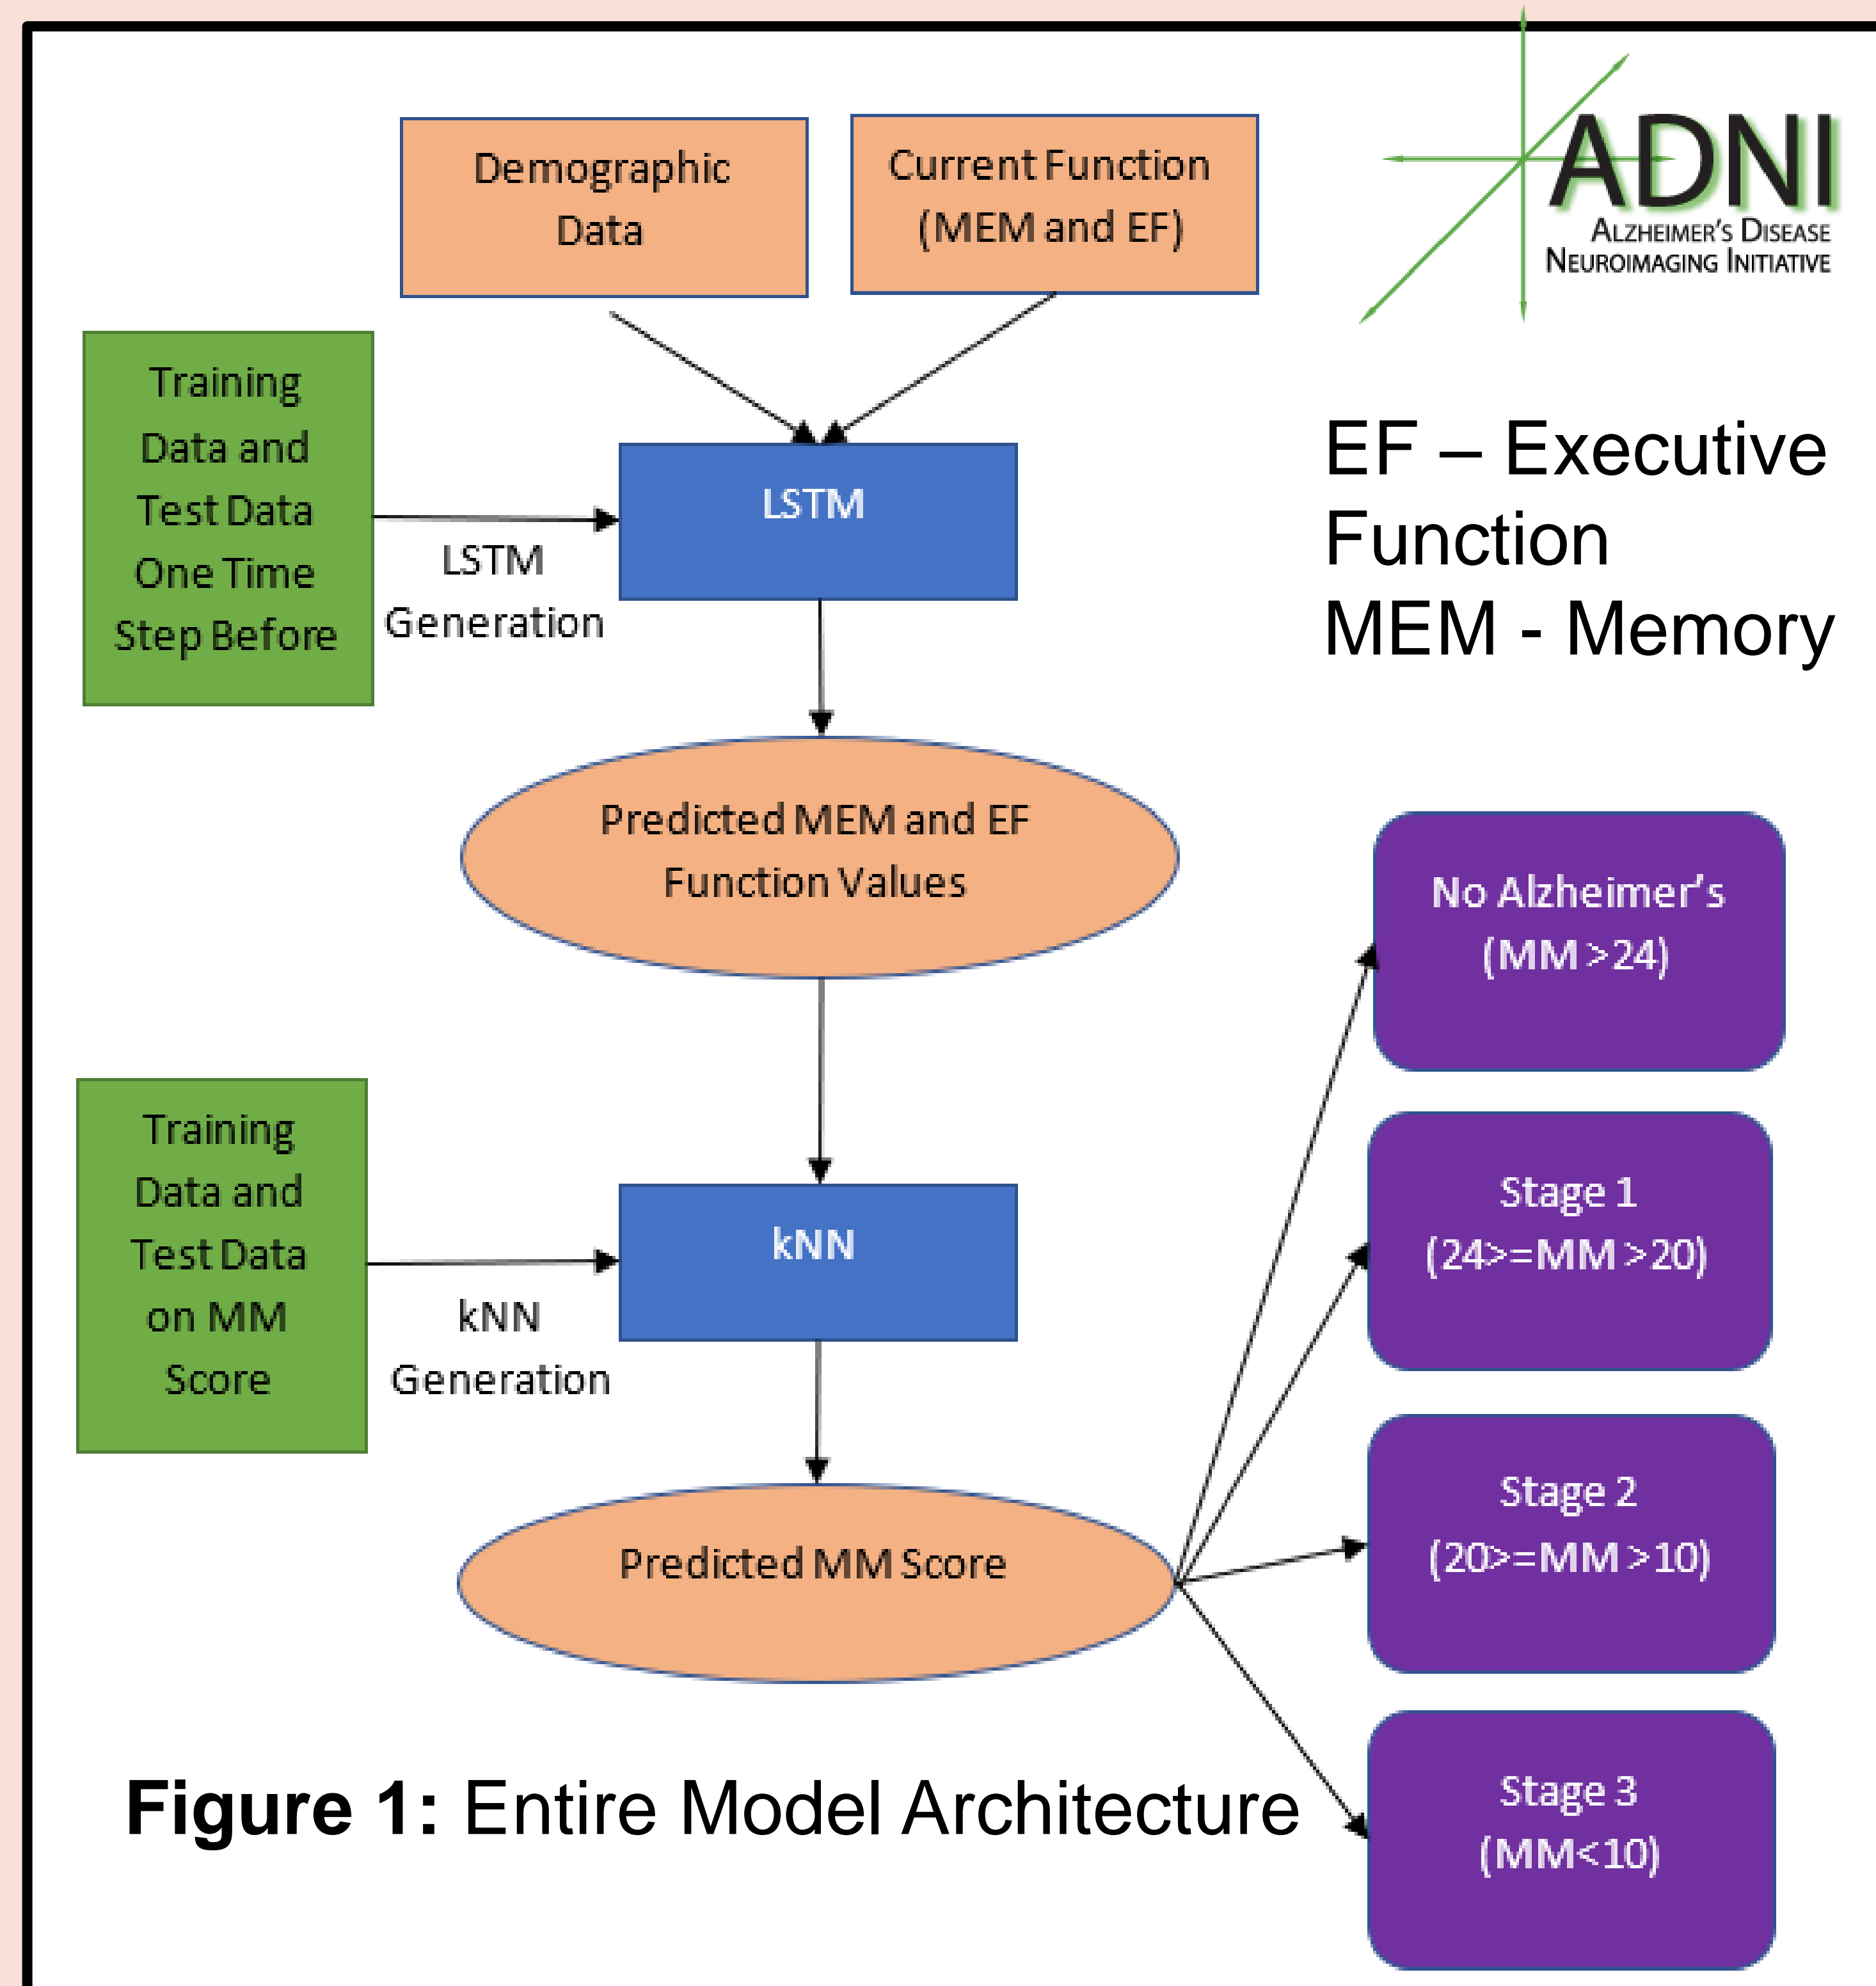 Demographic
Data
Current Function
(MEM and EF)
ADNI
ALZHEIMER'S DISEASE
NEUROIMAGING INITIATIVE
Training
Data and
Test Data
One Time
Step Before
LSTM
Generation
LSTM
EF – Executive
Function
MEM - Memory
Predicted MEM and EF
Function Values
Training
Data and
Test Data
on MM
Score
kNN
Generation
kNN
Predicted MM Score
No Alzheimer's
(MM >24)
Stage 1
(24>=MM >20)
Stage 2
(20>=MM >10)
Stage 3
(MM<10)
Figure 1: Entire Model Architecture